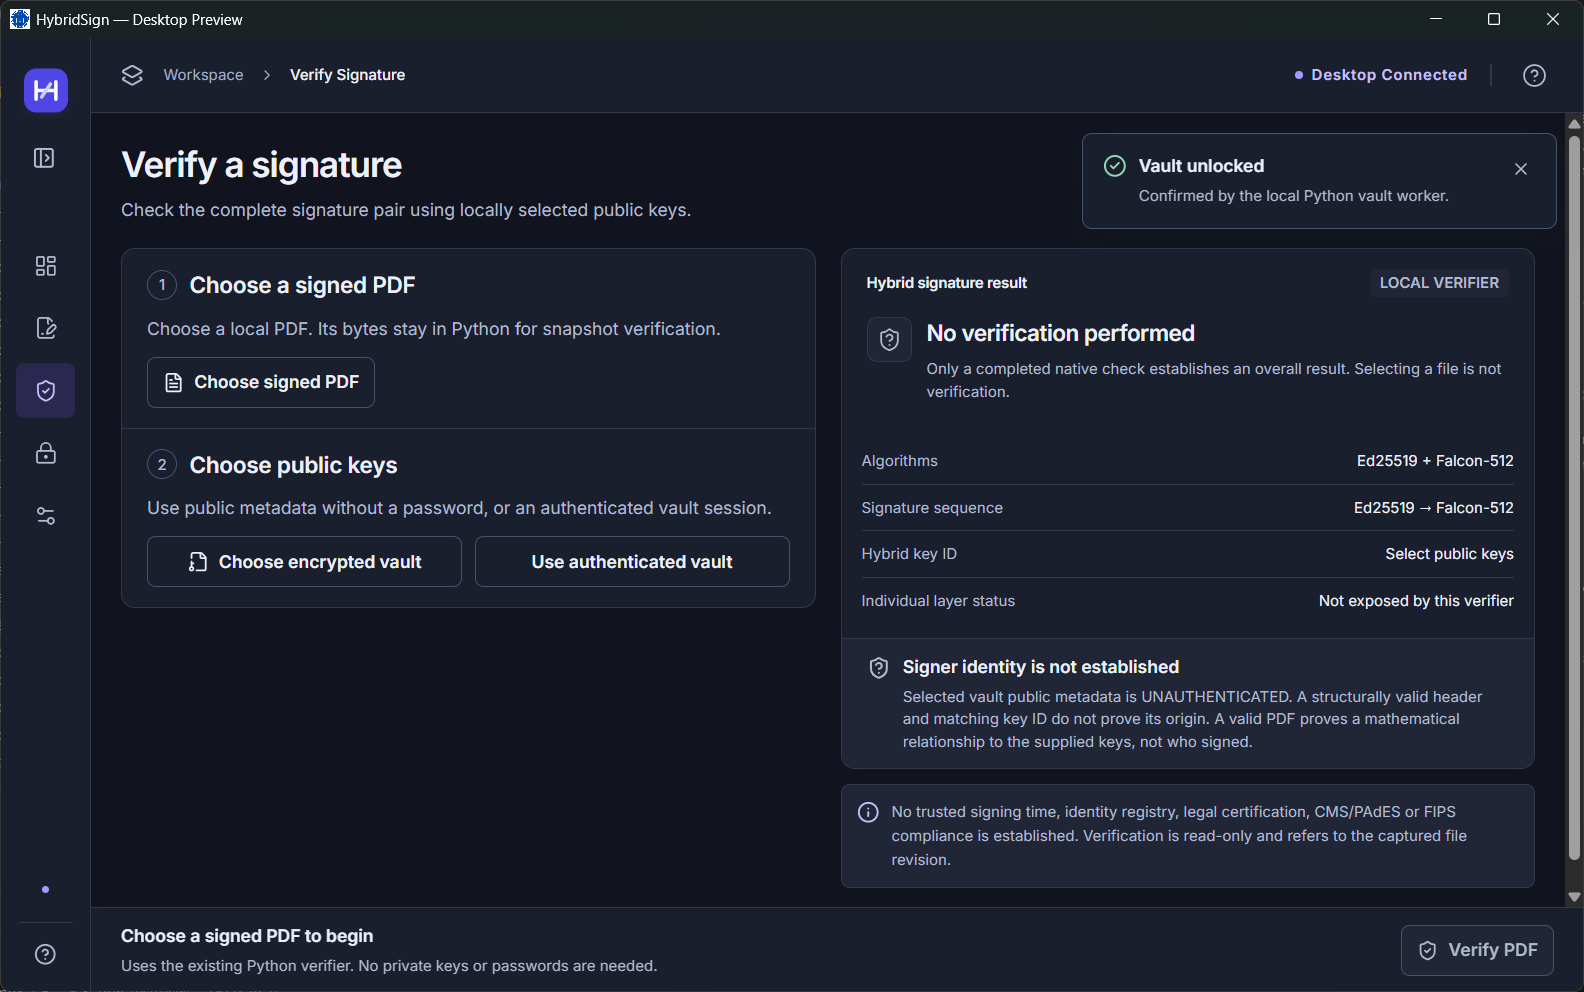 HybridSign — Desktop Preview
Workspace > Verify Signature
Desktop Connected
Verify a signature
Check the complete signature pair using locally selected public keys.
Vault unlocked
Confirmed by the local Python vault worker.
1 Choose a signed PDF
Choose a local PDF. Its bytes stay in Python for snapshot verification.
Choose signed PDF
2 Choose public keys
Use public metadata without a password, or an authenticated vault session.
Choose encrypted vault
Use authenticated vault
Hybrid signature result
LOCAL VERIFIER
No verification performed
Only a completed native check establishes an overall result. Selecting a file is not
verification.
Algorithms Ed25519 + Falcon-512
Signature sequence Ed25519 → Falcon-512
Hybrid key ID Select public keys
Individual layer status Not exposed by this verifier
Signer identity is not established
Selected vault public metadata is UNAUTHENTICATED. A structurally valid header
and matching key ID do not prove its origin. A valid PDF proves a mathematical
relationship to the supplied keys, not who signed.
No trusted signing time, identity registry, legal certification, CMS/PAdES or FIPS
compliance is established. Verification is read-only and refers to the captured file
revision.
Choose a signed PDF to begin
Uses the existing Python verifier. No private keys or passwords are needed.
Verify PDF